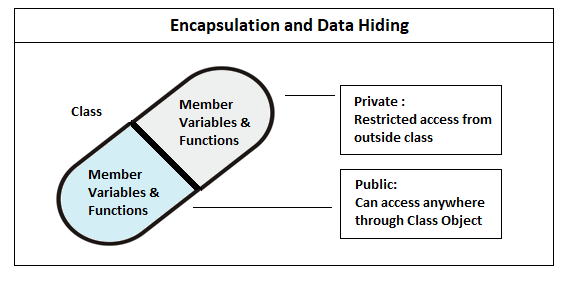 Encapsulation and Data Hiding
Class
Member
Variables &
Functions
Member
Variables &
Functions
Private :
Restricted access from
outside class
Public:
Can access anywhere
through Class Object